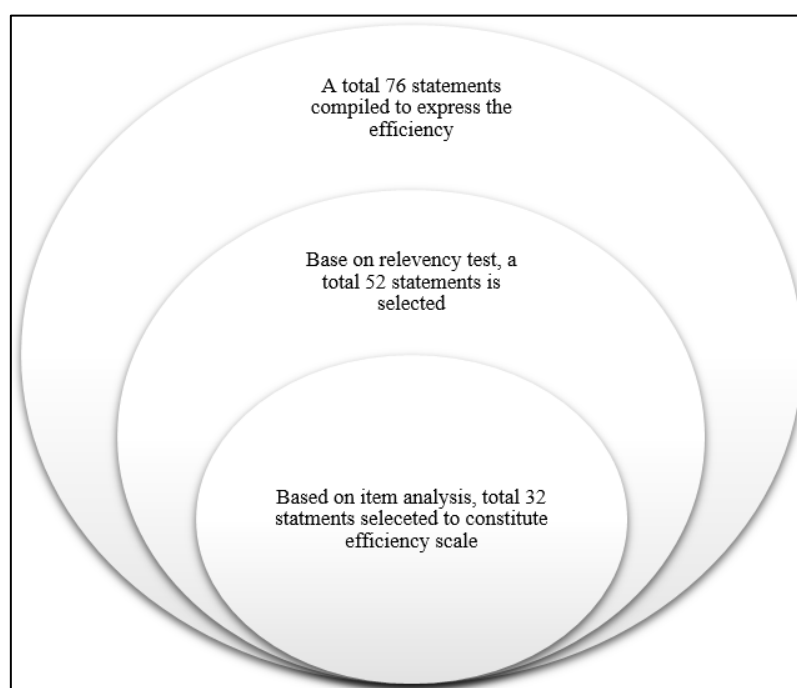 A total 76 statements
compiled to express the
efficiency
Base on relevency test, a
total 52 statements is
selected
Based on item analysis, total 32
statments seleceted to constitute
efficiency scale